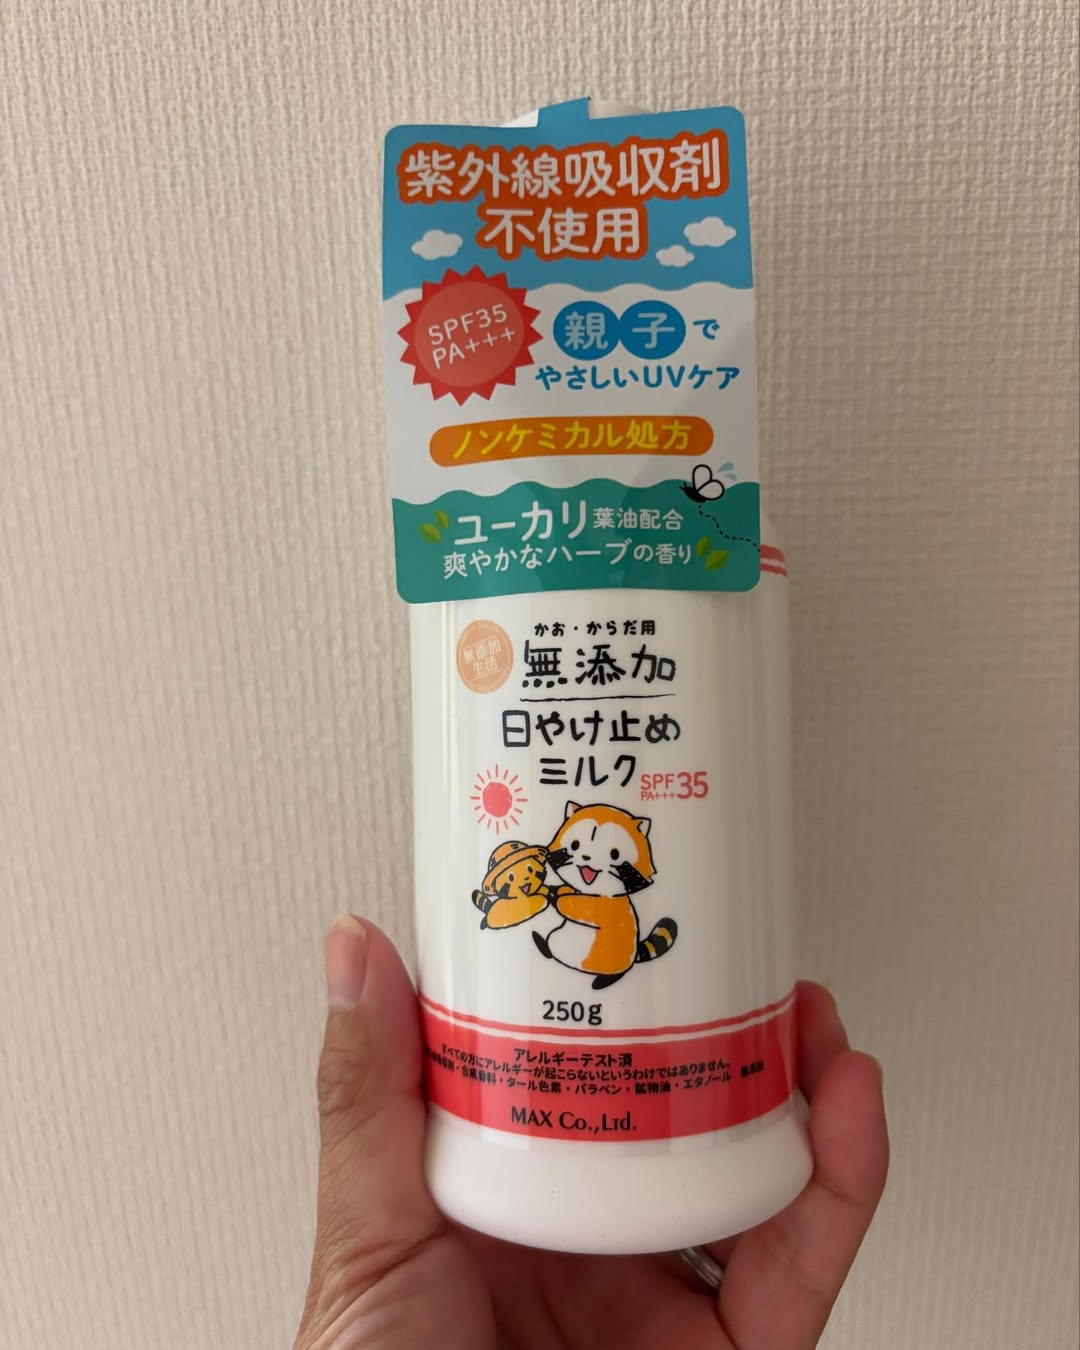 紫外線吸収剤
不使用
SPF35
PA+++
親子で
やさしいUVケア
ノンケミカル処方
ユーカリ葉油配合
爽やかなハーブの香り
かお・からだ用
無添加
生活
無添加
日やけ止め
ミルク
SPF35
PA+++
250g
アレルギーテスト済
すべての方にアレルギーが起こらないというわけではありません。
合成香料・タール色素・パラベン・鉱物油・エタノール
MAX Co.,Ltd.